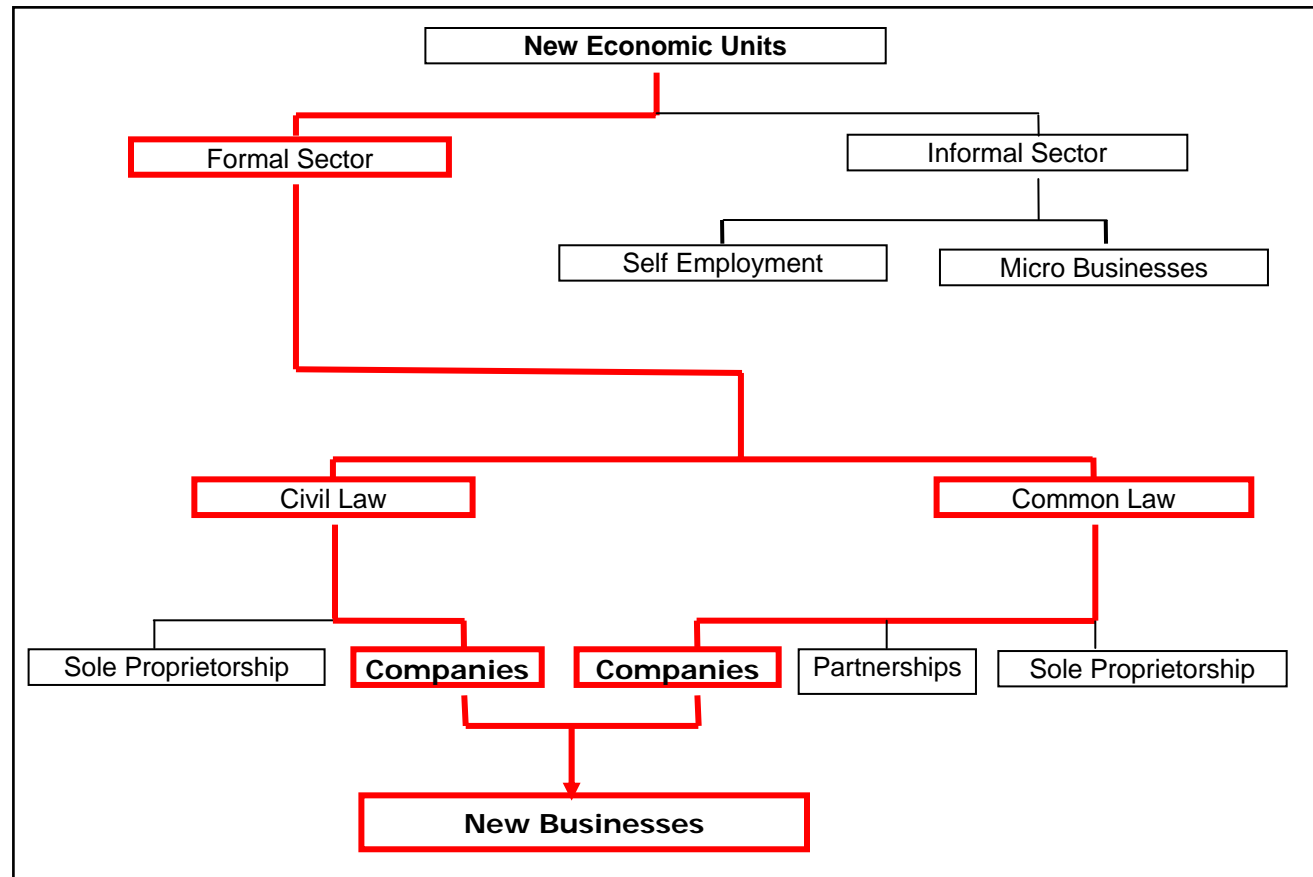 New Economic Units
Formal Sector
Informal Sector
Self Employment
Micro Businesses
Civil Law
Common Law
Sole Proprietorship
Companies
Companies
Partnerships
Sole Proprietorship
New Businesses